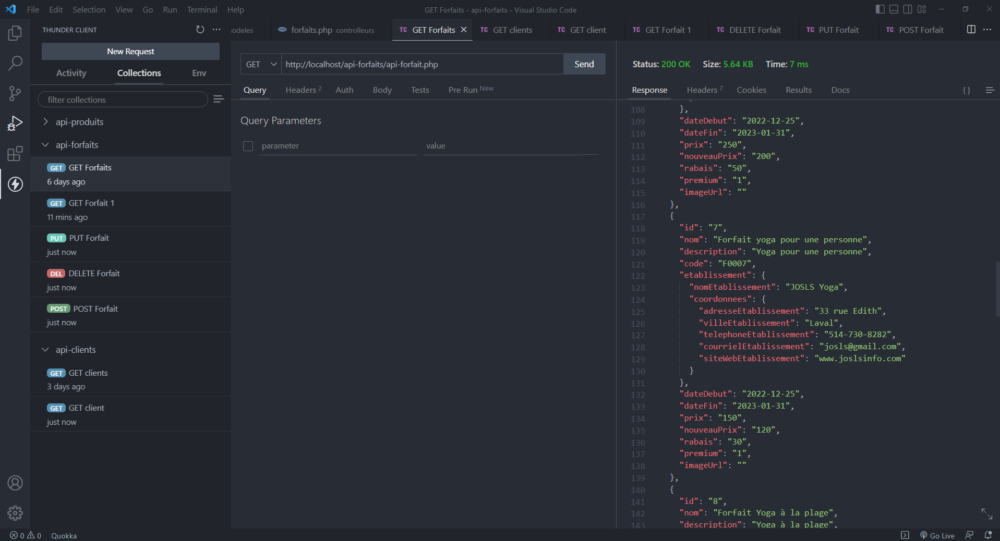 File Edit Selection View Go Run Terminal Help
GET Forfaits - api-forfaits - Visual Studio Code
THUNDER CLIENT
New Request
Activity Collections Env
filter collections
api-produits
api-forfaits
GET GET Forfaits
6 days ago
GET GET Forfait 1
11 mins ago
PUT PUT Forfait
just now
DEL DELETE Forfait
just now
POST POST Forfait
just now
api-clients
GET GET clients
3 days ago
GET GET client
just now
odeles forfaits.php controlleurs TC GET Forfaits TC GET clients TC GET client TC GET Forfait 1 TC DELETE Forfait TC PUT Forfait TC POST Forfait
GET http://localhost/api-forfaits/api-forfait.php Send
Query Headers 2 Auth Body Tests Pre Run New
Query Parameters
parameter value
Status: 200 OK Size: 5.64 KB Time: 7 ms
Response Headers 7 Cookies Results Docs { }
108 },
109 "dateDebut": "2022-12-25",
110 "dateFin": "2023-01-31",
111 "prix": "250",
112 "nouveauPrix": "200",
113 "rabais": "50",
114 "premium": "1",
115 "imageUrl": ""
116 },
117 {
118 "id": "7",
119 "nom": "Forfait yoga pour une personne",
120 "description": "Yoga pour une personne",
121 "code": "F0007",
122 "etablissement": {
123 "nomEtablissement": "JOSLS Yoga",
124 "coordonnees": {
125 "adresseEtablissement": "33 rue Edith",
126 "villeEtablissement": "Laval",
127 "telephoneEtablissement": "514-730-8282",
128 "courrielEtablissement": "josls@gmail.com",
129 "siteWebEtablissement": "www.joslsinfo.com"
130 }
131 },
132 "dateDebut": "2022-12-25",
133 "dateFin": "2023-01-31",
134 "prix": "150",
135 "nouveauPrix": "120",
136 "rabais": "30",
137 "premium": "1",
138 "imageUrl": ""
139 },
140 {
141 "id": "8",
142 "nom": "Forfait Yoga à la plage",
143 "description": "Yoga à la plage",
0 0 Quokka
Go Live